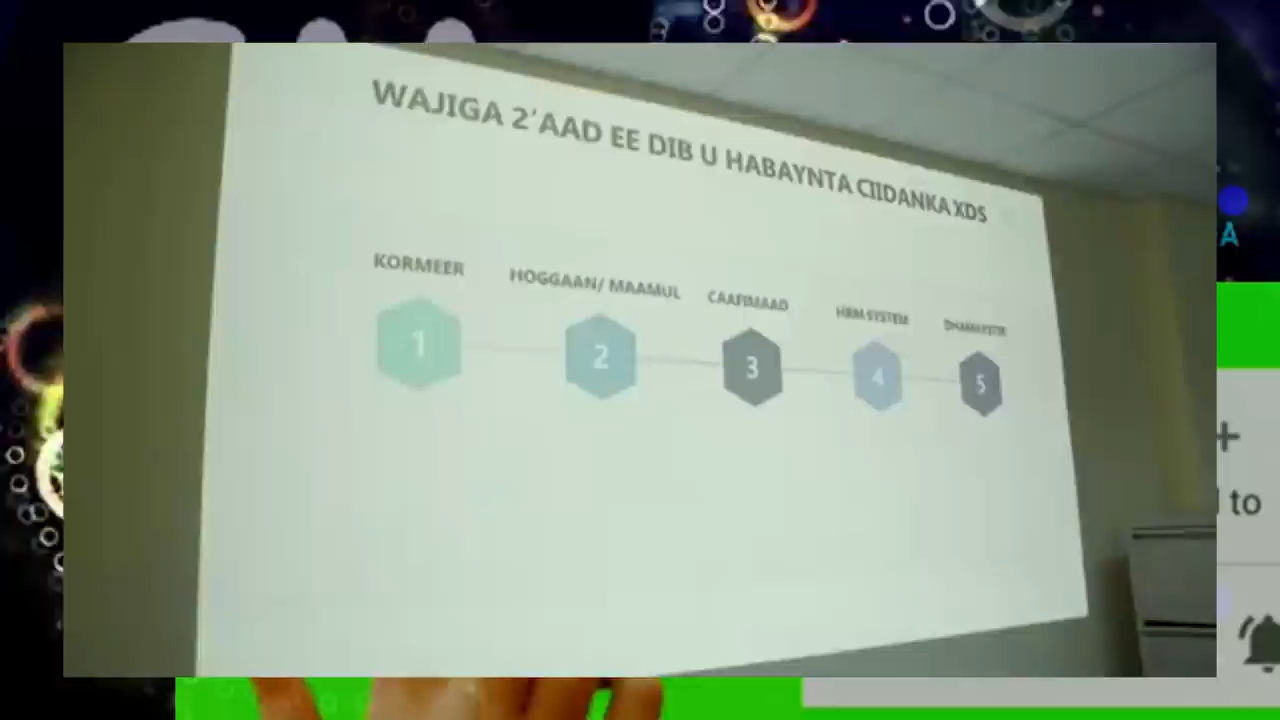 WAJIGA 2'AAD EE DIB U HABAYNTA CIIDANKA XDS
KORMEER
HOGGAAN/ MAAMUL
CAAFIMAAD
HRM SYSTEM
1
2
3
4
5
A
+
to